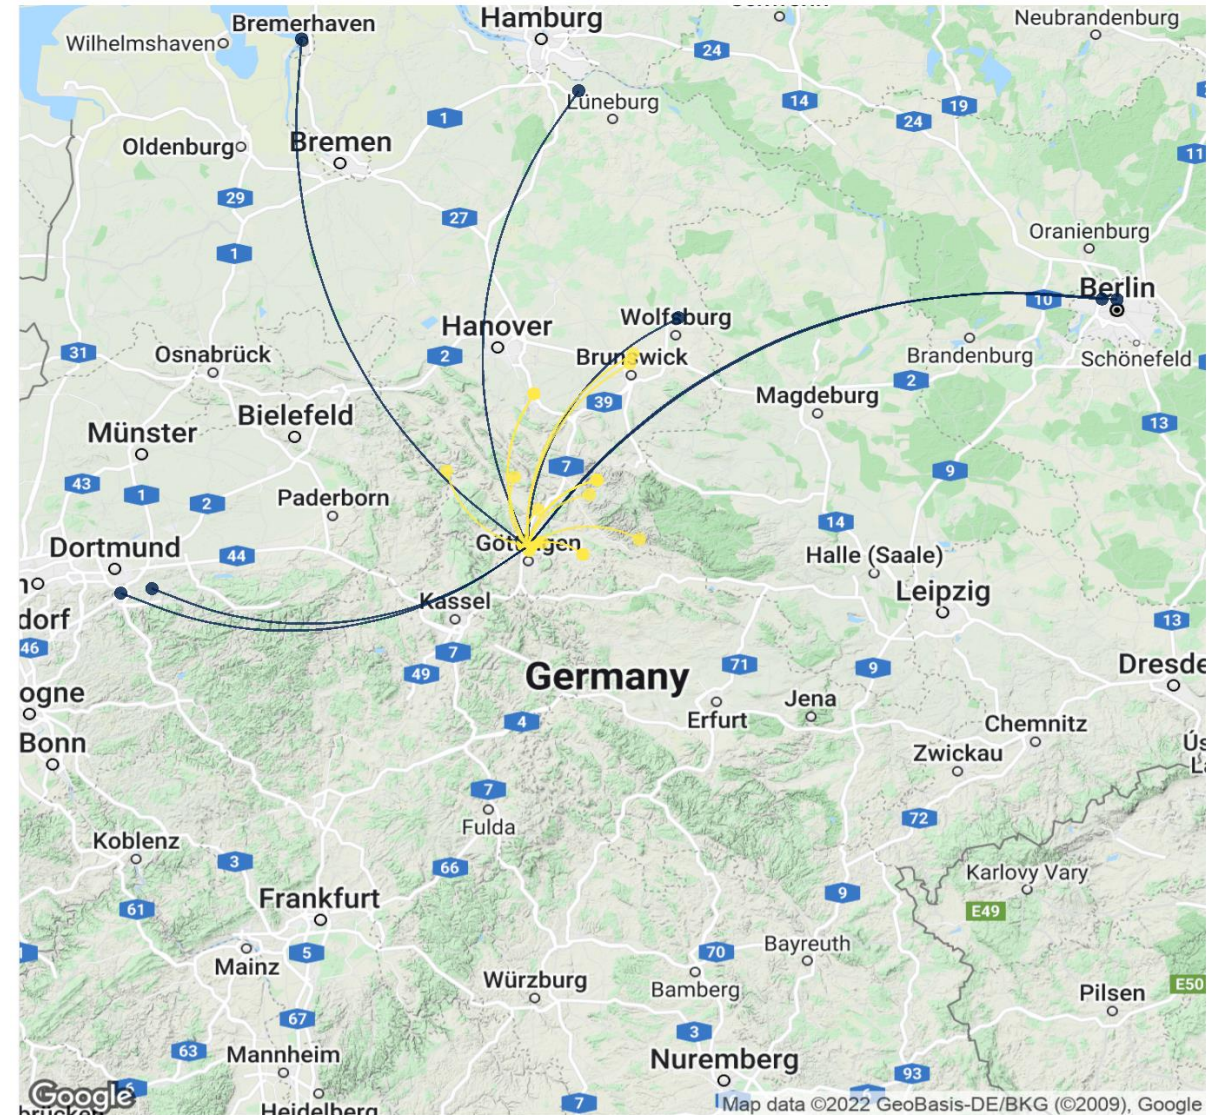 Bremerhaven
Hamburg
Neubrandenburg
Wilhelmshaven
24
Lüneburg
14
19
1
24
Bremen
Oldenburg
11
29
27
1
Oranienburg
Berlin
10
Wolfsburg
Hanover
31
Osnabrück
2
Brunswick
Brandenburg
Schönefeld
2
39
Magdeburg
Bielefeld
13
Münster
7
9
43
1
2
Paderborn
14
Dortmund
44
Göttingen
Halle (Saale)
Leipzig
dorf
Kassel
13
46
7
49
Germany
71
9
Dresde
ogne
Jena
4
Erfurt
Chemnitz
Bonn
Zwickau
7
72
Fulda
Koblenz
3
66
Karlovy Vary
9
61
Frankfurt
E49
Bayreuth
5
70
Mainz
Würzburg
Bamberg
E50
Pilsen
67
3
63
Mannheim
Nuremberg
93
6
Google
7
Heidelberg
Map data ©2022 GeoBasis-DE/BKG (©2009), Google